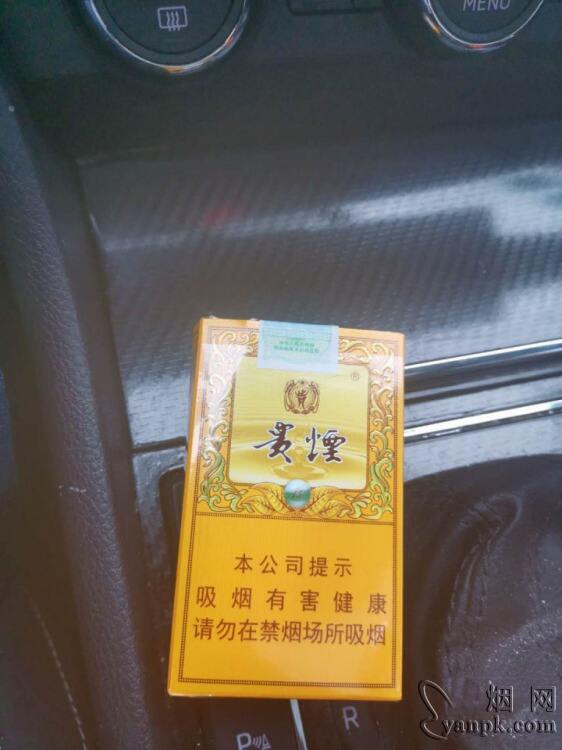 MENU
®
貴煙
本公司提示
吸烟有害健康
请勿在禁烟场所吸烟
P
R
烟网
yanpk.com